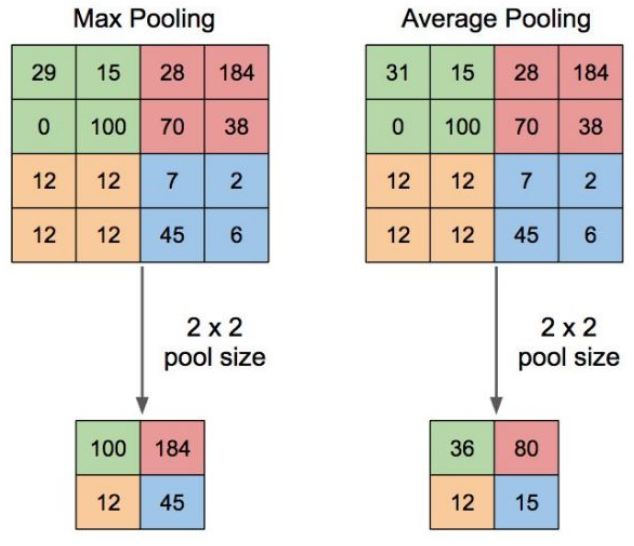 Max Pooling
29 15 28 184
0 100 70 38
12 12 7 2
12 12 45 6
2 x 2
pool size
100 184
12 45
Average Pooling
31 15 28 184
0 100 70 38
12 12 7 2
12 12 45 6
2 x 2
pool size
36 80
12 15